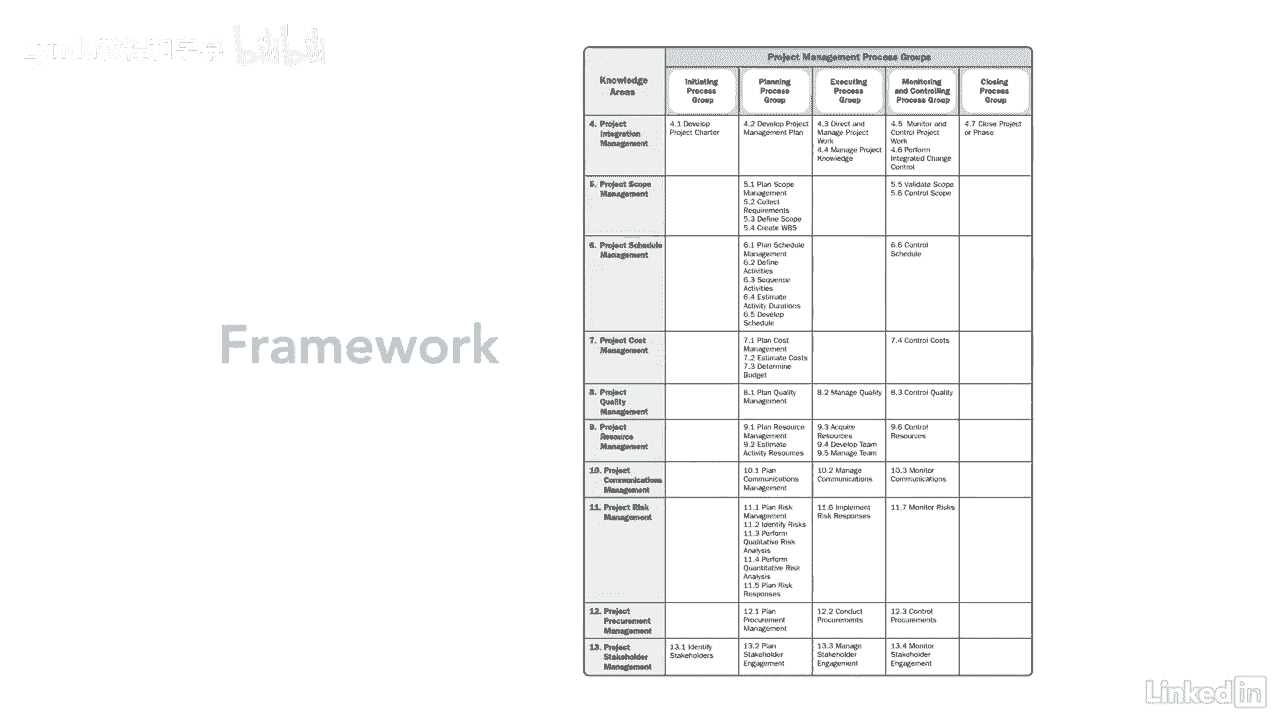 bilibili
Framework
Project Management Process Groups
Knowledge
Areas
Initiating
Process
Group
Planning
Process
Group
Executing
Process
Group
Monitoring
and Controlling
Process Group
Closing
Process
Group
4. Project
Integration
Management
4.1 Develop
Project Charter
4.2 Develop Project
Management Plan
4.3 Direct and
Manage Project
Work
4.4 Manage Project
Knowledge
4.5 Monitor and
Control Project
Work
4.6 Perform
Integrated Change
Control
4.7 Close Project
or Phase
5. Project Scope
Management
5.1 Plan Scope
Management
5.2 Collect
Requirements
5.3 Define Scope
5.4 Create WBS
5.5 Validate Scope
5.6 Control Scope
6. Project Schedule
Management
6.1 Plan Schedule
Management
6.2 Define
Activities
6.3 Sequence
Activities
6.4 Estimate
Activity Durations
6.5 Develop
Schedule
6.6 Control
Schedule
7. Project Cost
Management
7.1 Plan Cost
Management
7.2 Estimate Costs
7.3 Determine
Budget
7.4 Control Costs
8. Project
Quality
Management
8.1 Plan Quality
Management
8.2 Manage Quality
8.3 Control Quality
9. Project
Resource
Management
9.1 Plan Resource
Management
9.2 Estimate
Activity Resources
9.3 Acquire
Resources
9.4 Develop Team
9.5 Manage Team
9.6 Control
Resources
10. Project
Communications
Management
10.1 Plan
Communications
Management
10.2 Manage
Communications
10.3 Monitor
Communications
11. Project Risk
Management
11.1 Plan Risk
Management
11.2 Identify Risks
11.3 Perform
Qualitative Risk
Analysis
11.4 Perform
Quantitative Risk
Analysis
11.5 Plan Risk
Responses
11.6 Implement
Risk Responses
11.7 Monitor Risks
12. Project
Procurement
Management
12.1 Plan
Procurement
Management
12.2 Conduct
Procurements
12.3 Control
Procurements
13. Project
Stakeholder
Management
13.1 Identify
Stakeholders
13.2 Plan
Stakeholder
Engagement
13.3 Manage
Stakeholder
Engagement
13.4 Monitor
Stakeholder
Engagement
Linked in